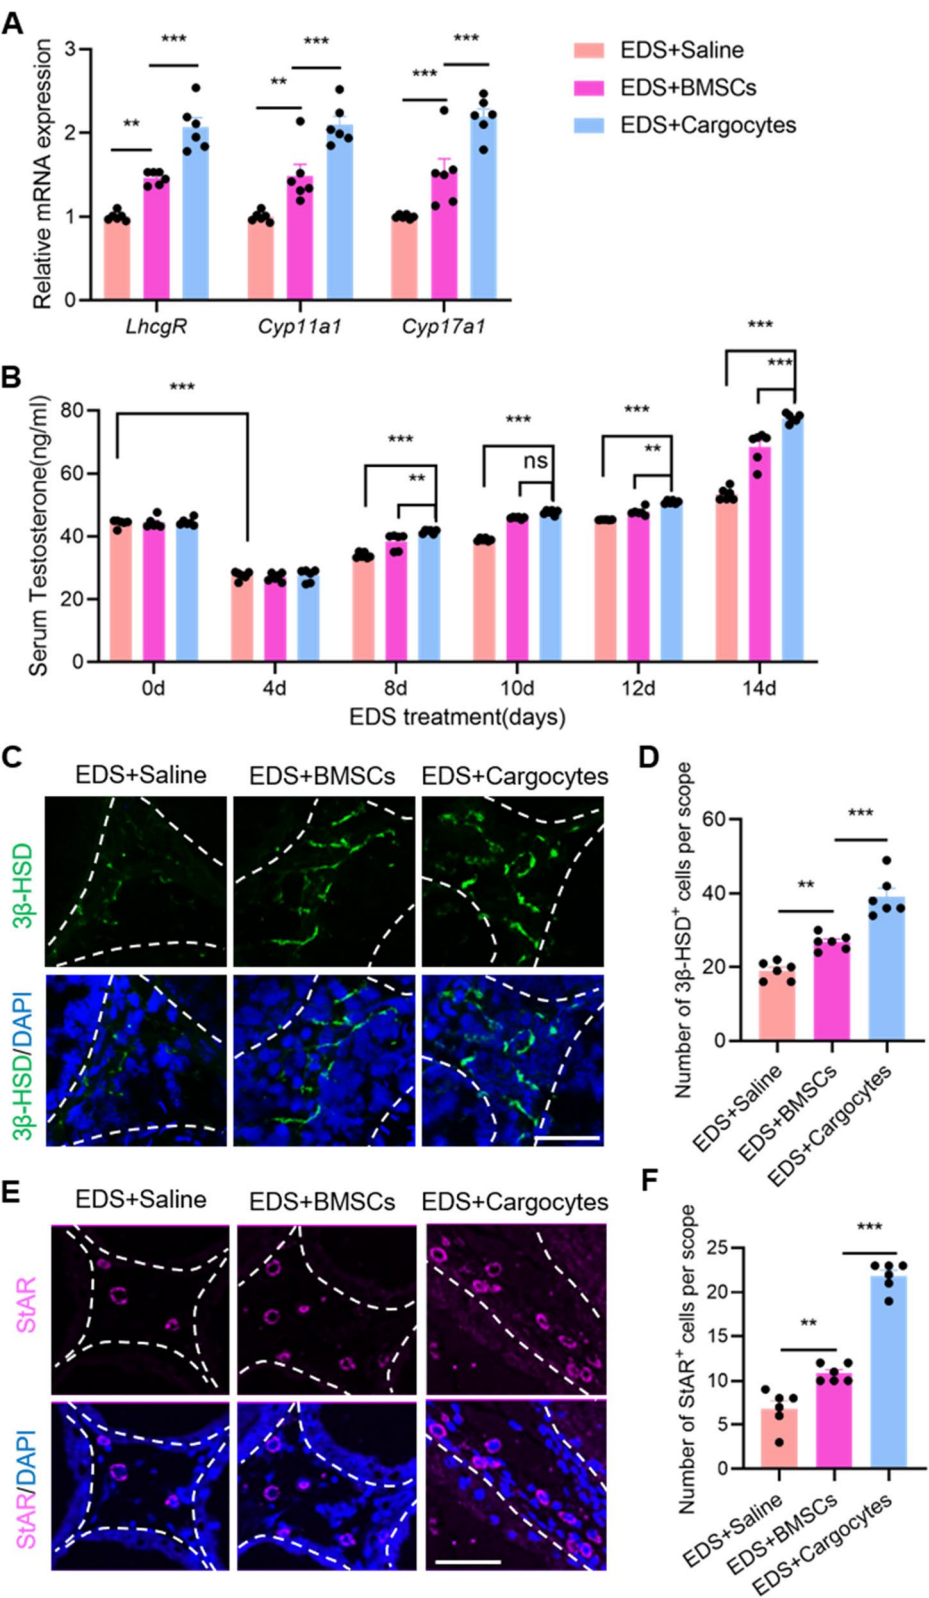 A
Relative mRNA expression
3
2
1
0
**
***
**
***
***
***
LhcgR
Cyp11a1
Cyp17a1
EDS+Saline
EDS+BMSCs
EDS+Cargocytes
B
Serum Testosterone(ng/ml)
80
60
40
20
0
***
***
**
***
ns
***
**
***
***
0d
4d
8d
10d
12d
14d
EDS treatment(days)
C
EDS+Saline
EDS+BMSCs
EDS+Cargocytes
3β-HSD
3β-HSD/DAPI
D
Number of 3β-HSD⁺ cells per scope
60
40
20
0
**
***
EDS+Saline
EDS+BMSCs
EDS+Cargocytes
E
EDS+Saline
EDS+BMSCs
EDS+Cargocytes
StAR
StAR/DAPI
F
Number of StAR⁺ cells per scope
25
20
15
10
5
0
**
***
EDS+Saline
EDS+BMSCs
EDS+Cargocytes